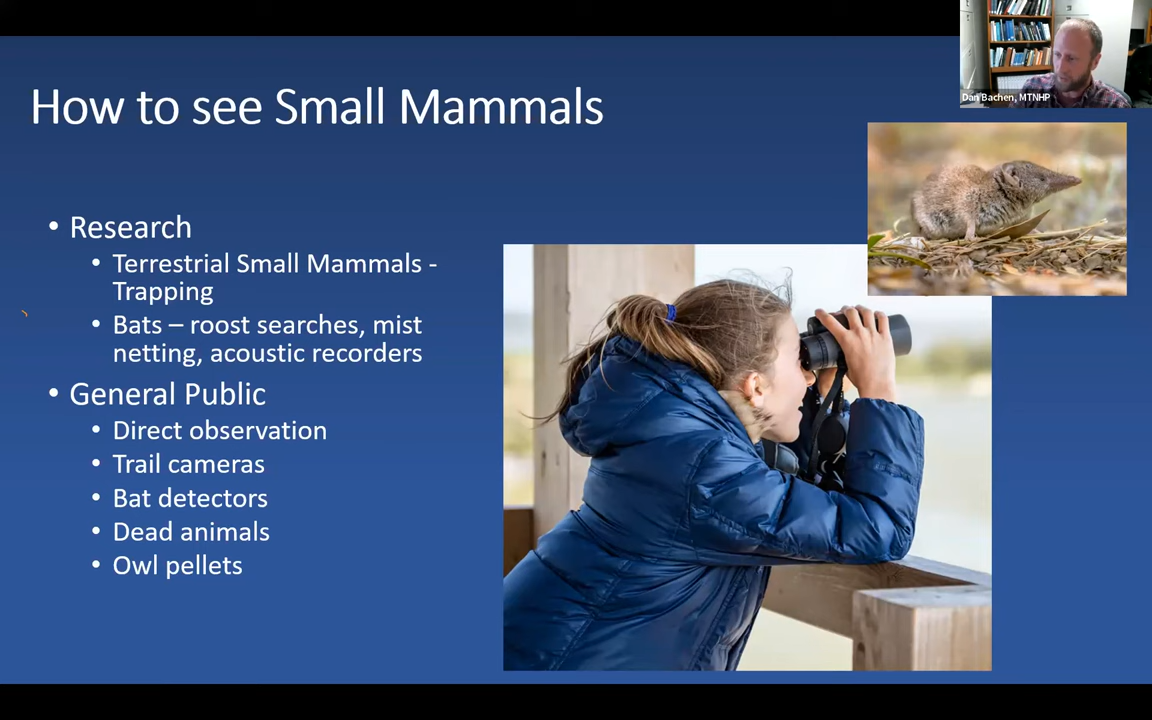 How to see Small Mammals
Dan Bachen, MTNHP
• Research
• Terrestrial Small Mammals -
Trapping
• Bats – roost searches, mist
netting, acoustic recorders
• General Public
• Direct observation
• Trail cameras
• Bat detectors
• Dead animals
• Owl pellets